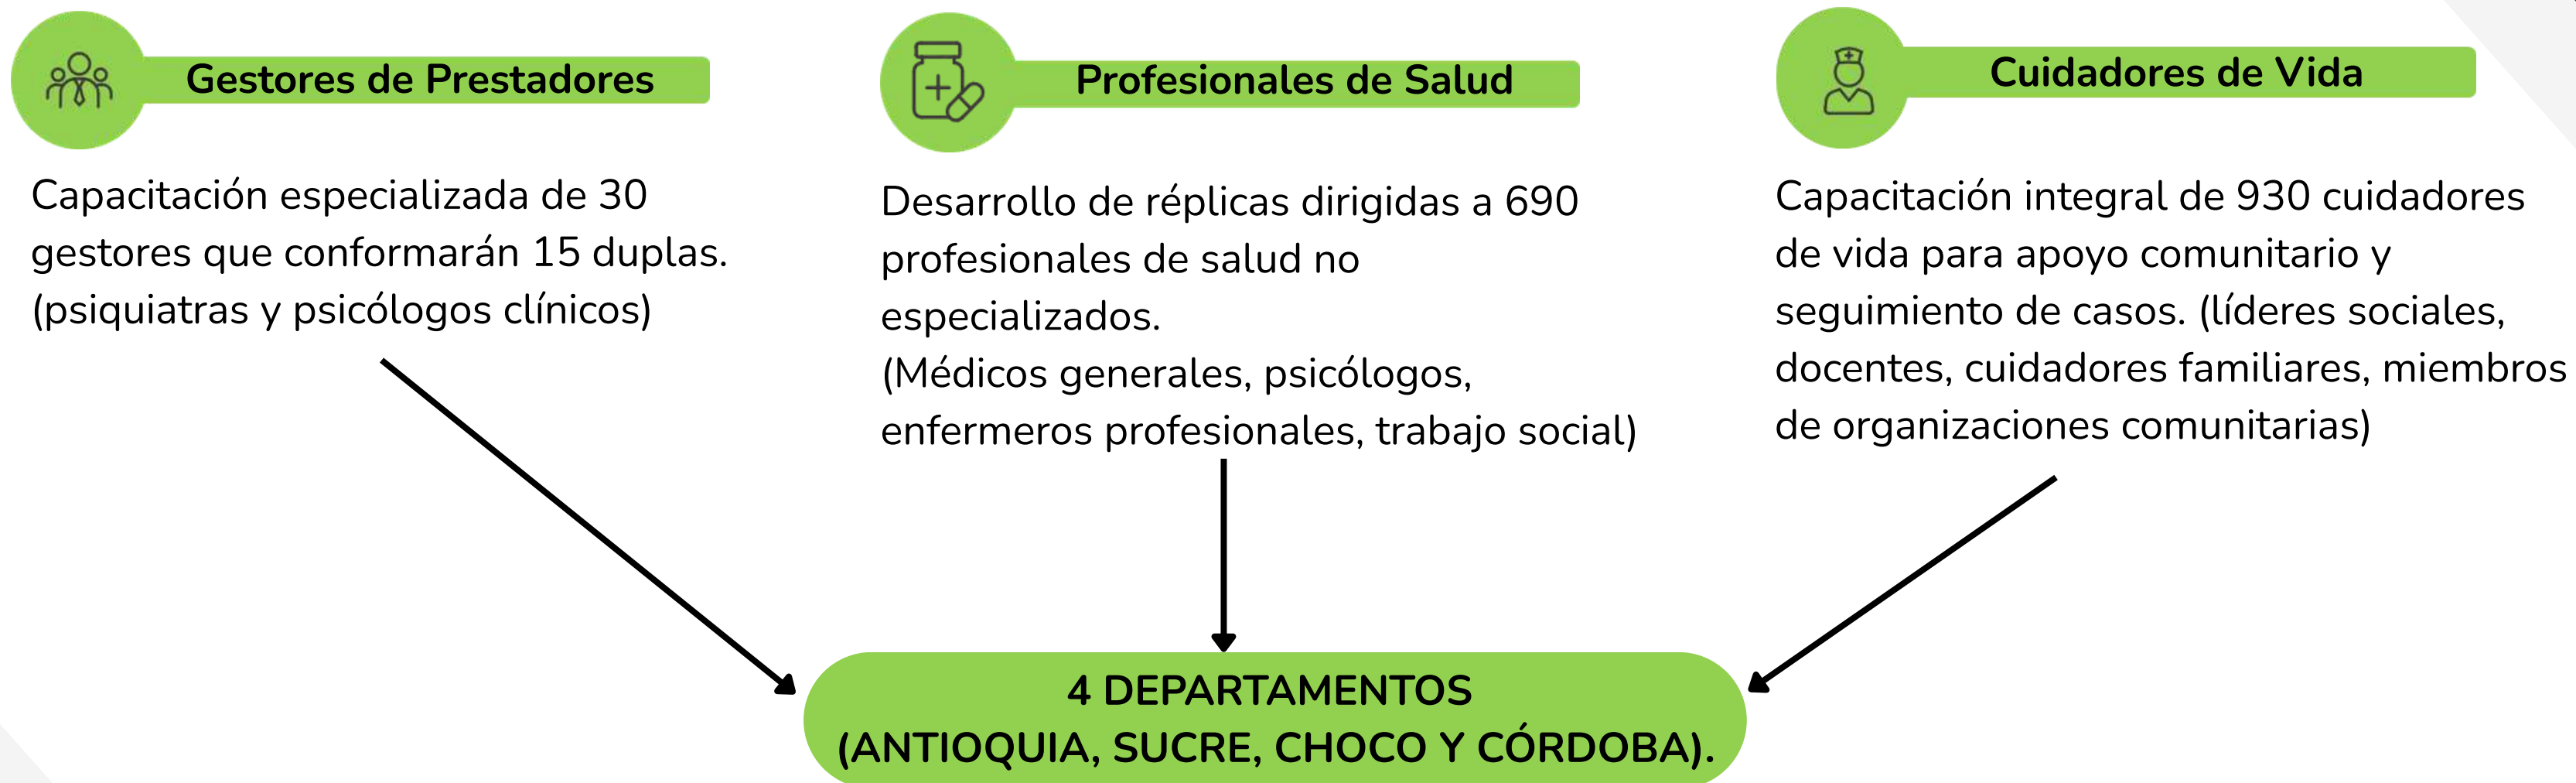 Gestores de Prestadores
Capacitación especializada de 30
gestores que conformarán 15 duplas.
(psiquiatras y psicólogos clínicos)
Profesionales de Salud
Desarrollo de réplicas dirigidas a 690
profesionales de salud no
especializados.
(Médicos generales, psicólogos,
enfermeros profesionales, trabajo social)
Cuidadores de Vida
Capacitación integral de 930 cuidadores
de vida para apoyo comunitario y
seguimiento de casos. (líderes sociales,
docentes, cuidadores familiares, miembros
de organizaciones comunitarias)
4 DEPARTAMENTOS
(ANTIOQUIA, SUCRE, CHOCO Y CÓRDOBA).